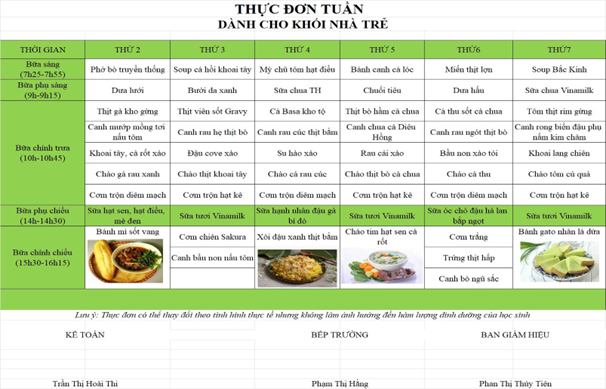 THỰC ĐƠN TUẦN
DÀNH CHO KHỐI NHÀ TRẺ
THỜI GIAN THỨ 2 THỨ 3 THỨ 4 THỨ 5 THỨ6 THỨ7
Bữa sáng (7h25-7h55) Phở bò truyền thống Soup cá hồi khoai tây Mỳ chũ tôm hạt điều Bánh canh cá lóc Miến thịt lợn Soup Bắc Kinh
Bữa phụ sáng (9h-9h15) Dưa lưới Bưởi da xanh Sữa chua TH Chuối tiêu Dưa hấu Sữa chua Vinamilk
Bữa chính trưa (10h-10h45)
Thịt gà kho gừng Thịt viên sốt Gravy Cá Basa kho tộ Thịt bò hầm cà chua Cá thu sốt cà chua Tôm thịt rim gừng
Canh mướp mồng tơi nấu tôm Canh rau hẹ thịt bò Canh rau cúc thịt bằm Canh chua cá Diêu Hồng Canh rau ngót thịt bò Canh rong biển đậu phụ nấm kim châm
Khoai tây, cà rốt xào Đậu cove xào Su hào xào Rau cải xào Bầu non xào tỏi Khoai lang chiên
Cháo gà rau xanh Cháo thịt khoai tây Cháo cá rau cúc Cháo thịt bò cà chua Cháo cá thu Cháo tôm củ quả
Cơm trộn diêm mạch Cơm trộn hạt kê Cơm trộn diêm mạch Cơm trộn hạt kê Cơm trộn diêm mạch Cơm trộn hạt kê
Bữa phụ chiều (14h-14h30) Sữa hạt sen, hạt điều, mè đen Sữa tươi Vinamilk Sữa hạnh nhân đậu gà bí đỏ Sữa tươi Vinamilk Sữa óc chó đậu hà lan bắp ngọt Sữa tươi Vinamilk
Bữa chính chiều (15h30-16h15)
Bánh mì sốt vang Cơm chiên Sakura Xôi đậu xanh thịt bằm Cháo tim hạt sen cà rốt Cơm trắng Bánh gato nhân lá dứa
Canh bầu non nấu tôm Trứng thịt hấp
Canh bò ngũ sắc
Lưu ý: Thực đơn có thể thay đổi theo tình hình thực tế nhưng không làm ảnh hưởng đến hàm lượng dinh dưỡng của học sinh
KẾ TOÁN BẾP TRƯỞNG BAN GIÁM HIỆU
Trần Thị Hoài Thi Phạm Thị Hằng Phan Thị Thủy Tiên